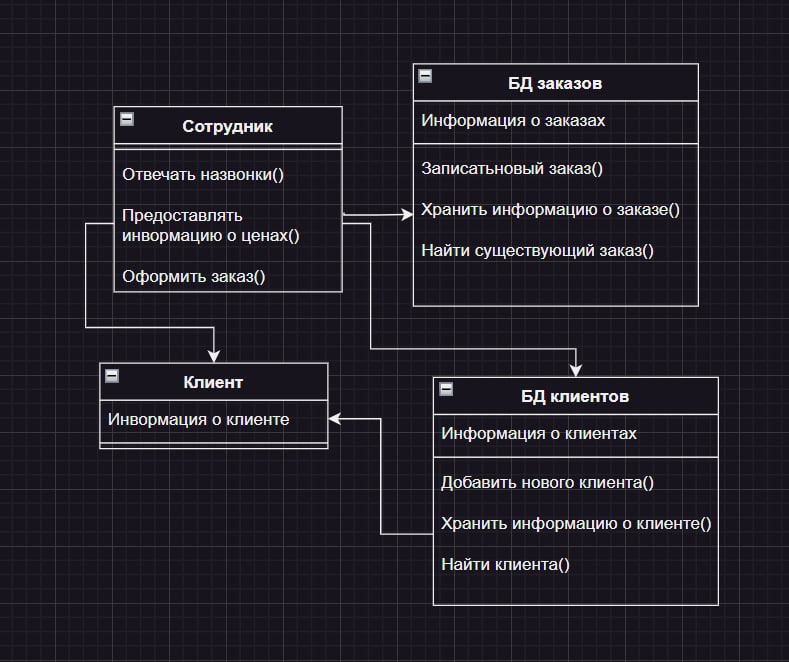 Сотрудник
Отвечать назвонки()
Предоставлять
инвормацию о ценах()
Оформить заказ()
БД заказов
Информация о заказах
Записатьновый заказ()
Хранить информацию о заказе()
Найти существующий заказ()
Клиент
Инвормация о клиенте
БД клиентов
Информация о клиентах
Добавить нового клиента()
Хранить информацию о клиенте()
Найти клиента()